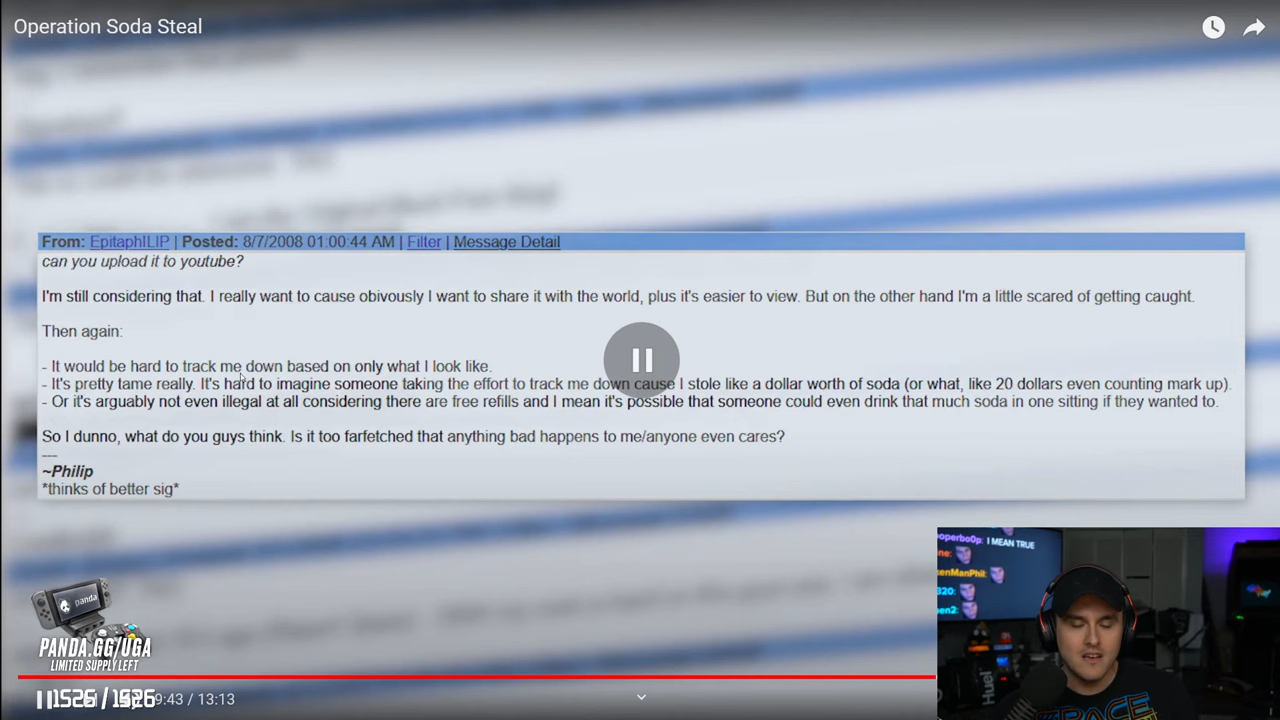 Operation Soda Steal
From: EpitaphILIP | Posted: 8/7/2008 01:00:44 AM | Filter | Message Detail
can you upload it to youtube?
I'm still considering that. I really want to cause obivously I want to share it with the world, plus it's easier to view. But on the other hand I'm a little scared of getting caught.
Then again:
- It would be hard to track me down based on only what I look like.
- It's pretty tame really. It's hard to imagine someone taking the effort to track me down cause I stole like a dollar worth of soda (or what, like 20 dollars even counting mark up).
- Or it's arguably not even illegal at all considering there are free refills and I mean it's possible that someone could even drink that much soda in one sitting if they wanted to.
So I dunno, what do you guys think. Is it too farfetched that anything bad happens to me/anyone even cares?
---
~Philip
*thinks of better sig*
panda
PANDA.GG/UGA
LIMITED SUPPLY LEFT
1526 / 1526
9:43 / 13:13
I MEAN TRUE
Huel
SPACE